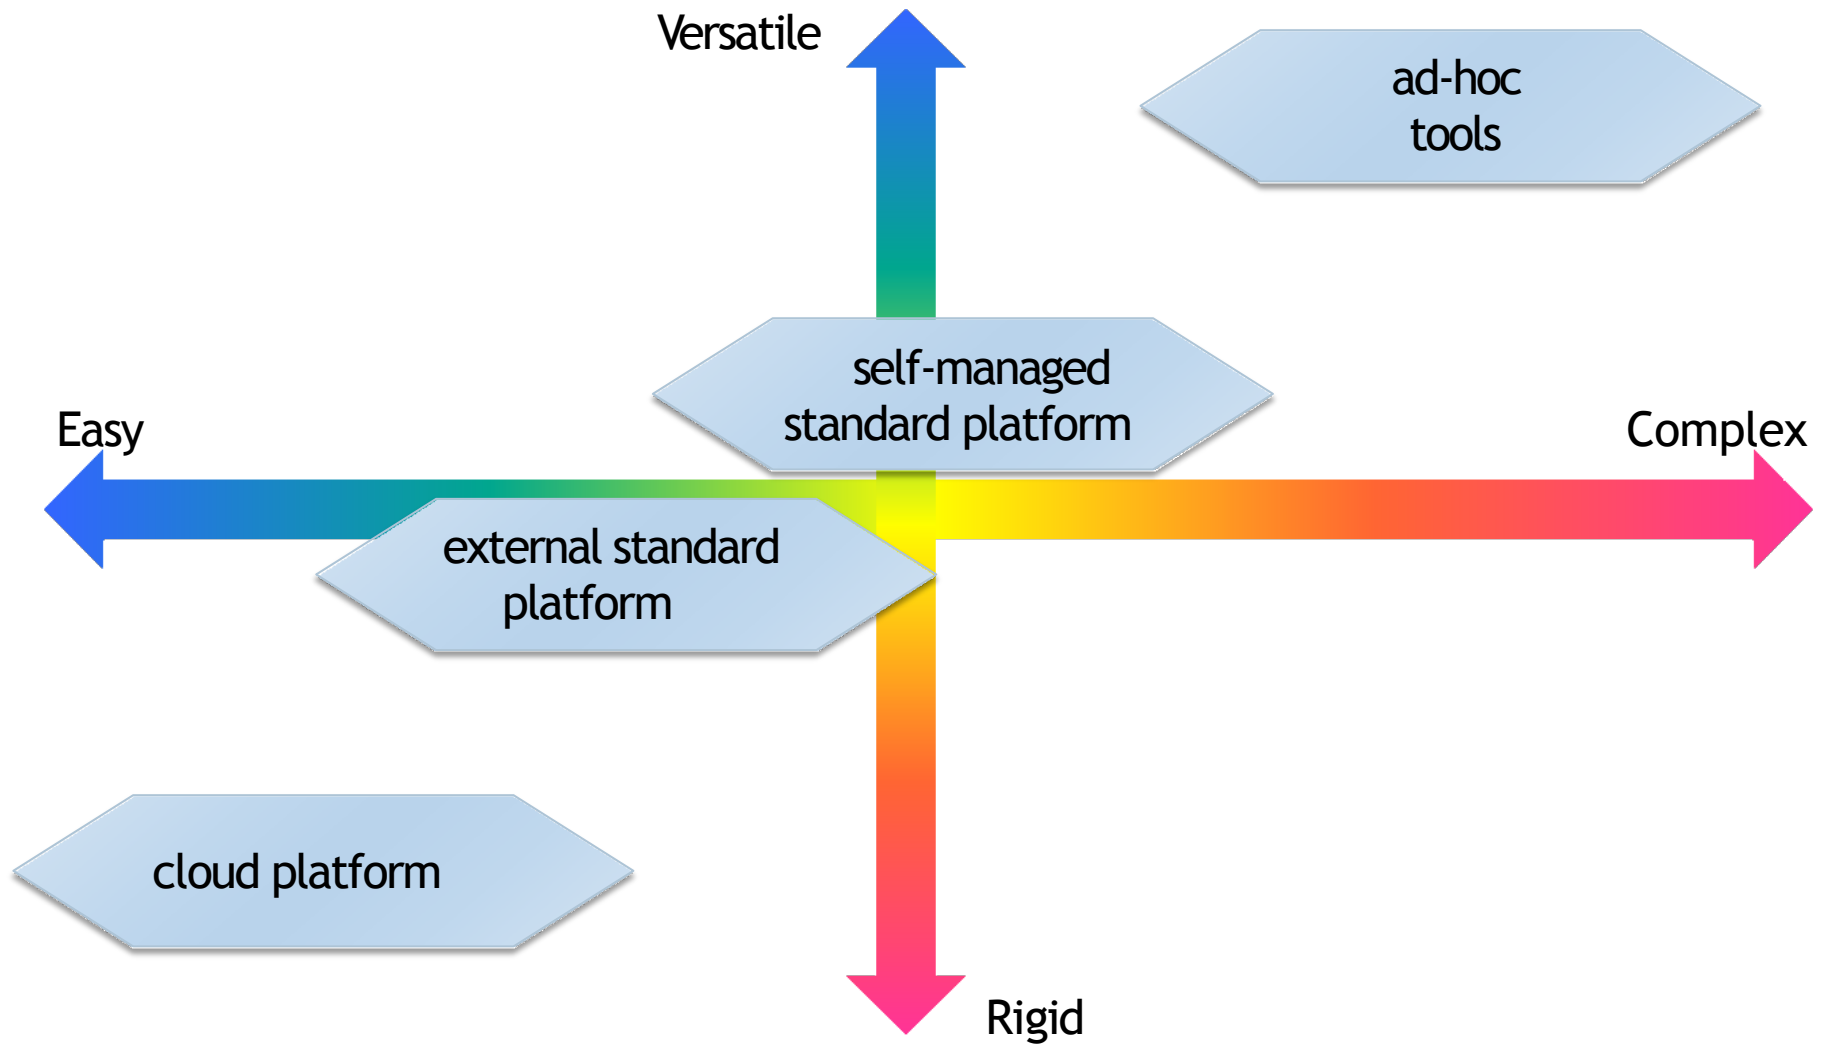 Versatile
ad-hoc
tools
self-managed
standard platform
Easy
Complex
external standard
platform
cloud platform
Rigid